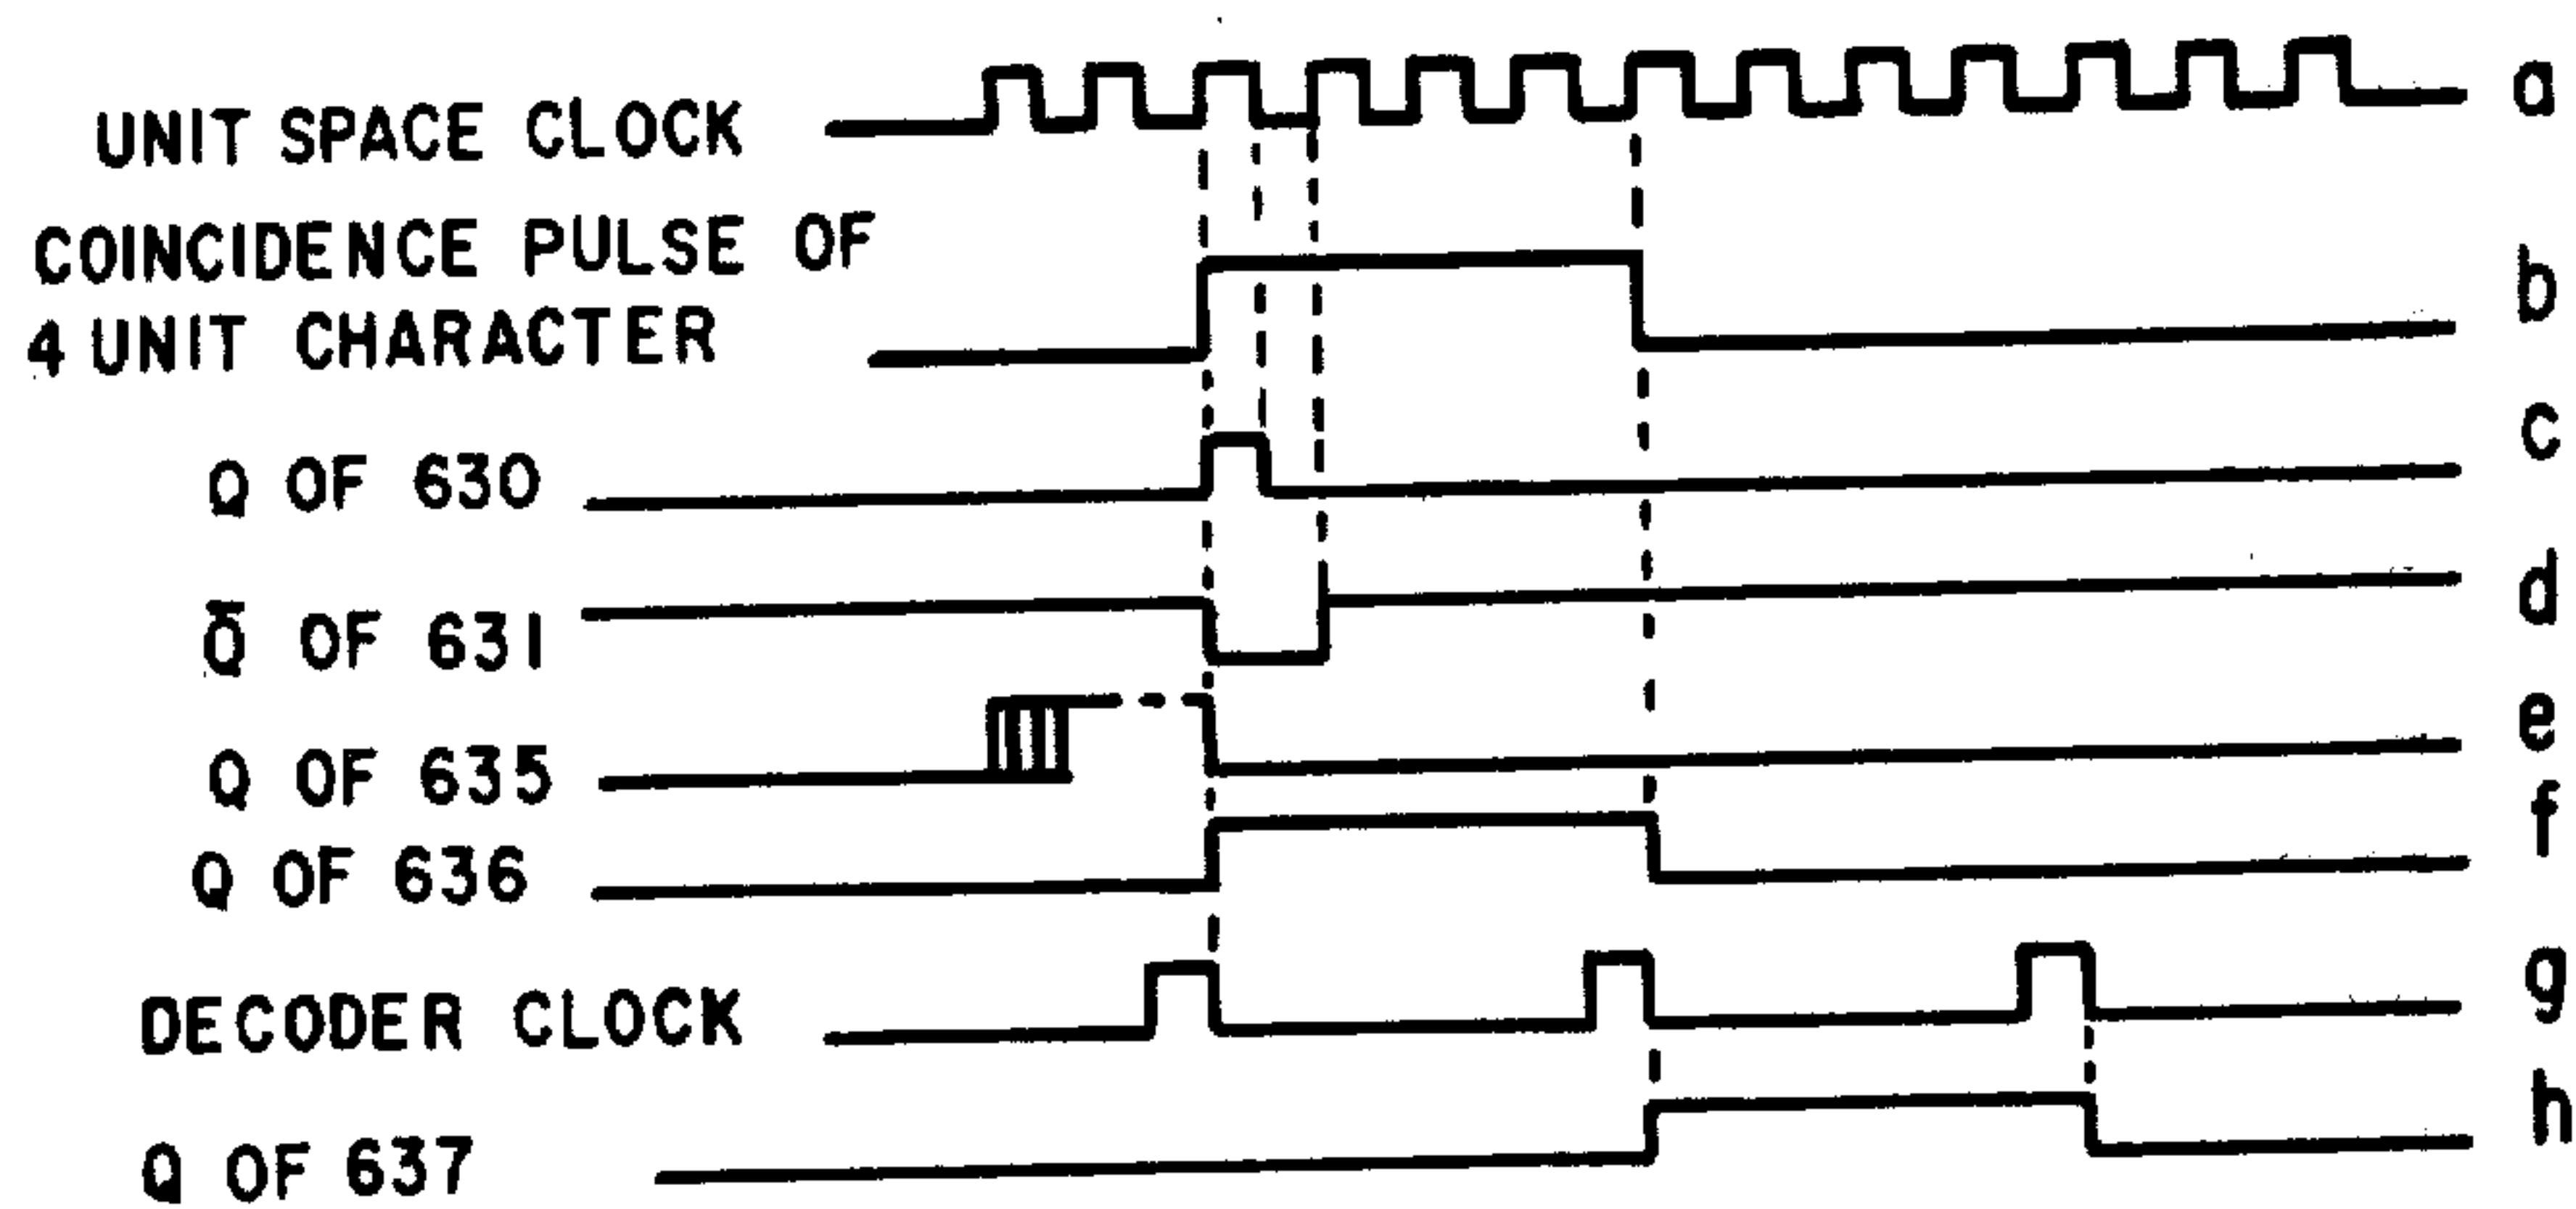 UNIT SPACE CLOCK a
COINCIDENCE PULSE OF
4 UNIT CHARACTER b
Q OF 630 c
Q̄ OF 631 d
Q OF 635 e
Q OF 636 f
DECODER CLOCK g
Q OF 637 h